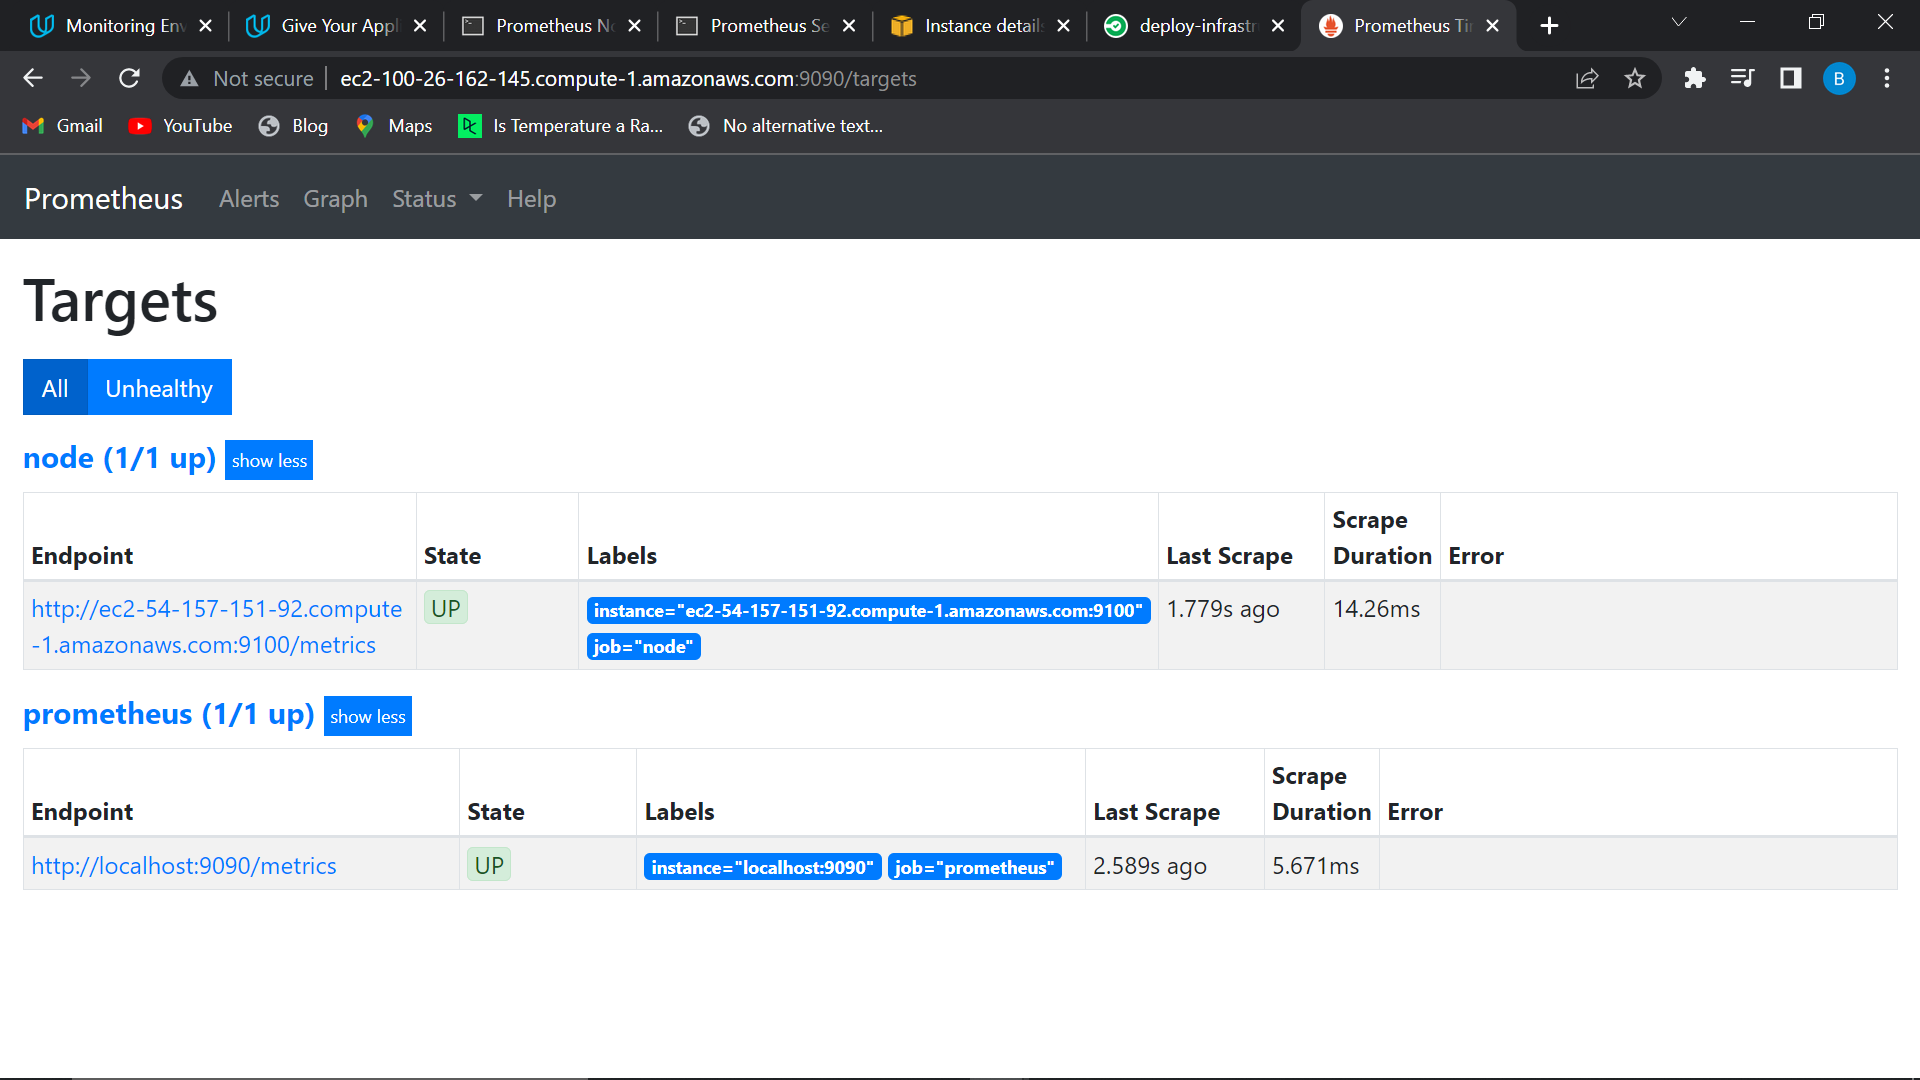 Monitoring Env
Give Your Appli
Prometheus No
Prometheus Se
Instance details
deploy-infrastr
Prometheus Tim
Not secure ec2-100-26-162-145.compute-1.amazonaws.com:9090/targets
B
Gmail YouTube Blog Maps Is Temperature a Ra... No alternative text...
Prometheus Alerts Graph Status Help
Targets
All Unhealthy
node (1/1 up) show less
Endpoint State Labels Last Scrape Scrape Duration Error
http://ec2-54-157-151-92.compute
-1.amazonaws.com:9100/metrics
UP
instance="ec2-54-157-151-92.compute-1.amazonaws.com:9100"
job="node"
1.779s ago
14.26ms
prometheus (1/1 up) show less
Endpoint State Labels Last Scrape Scrape Duration Error
http://localhost:9090/metrics UP instance="localhost:9090" job="prometheus" 2.589s ago 5.671ms